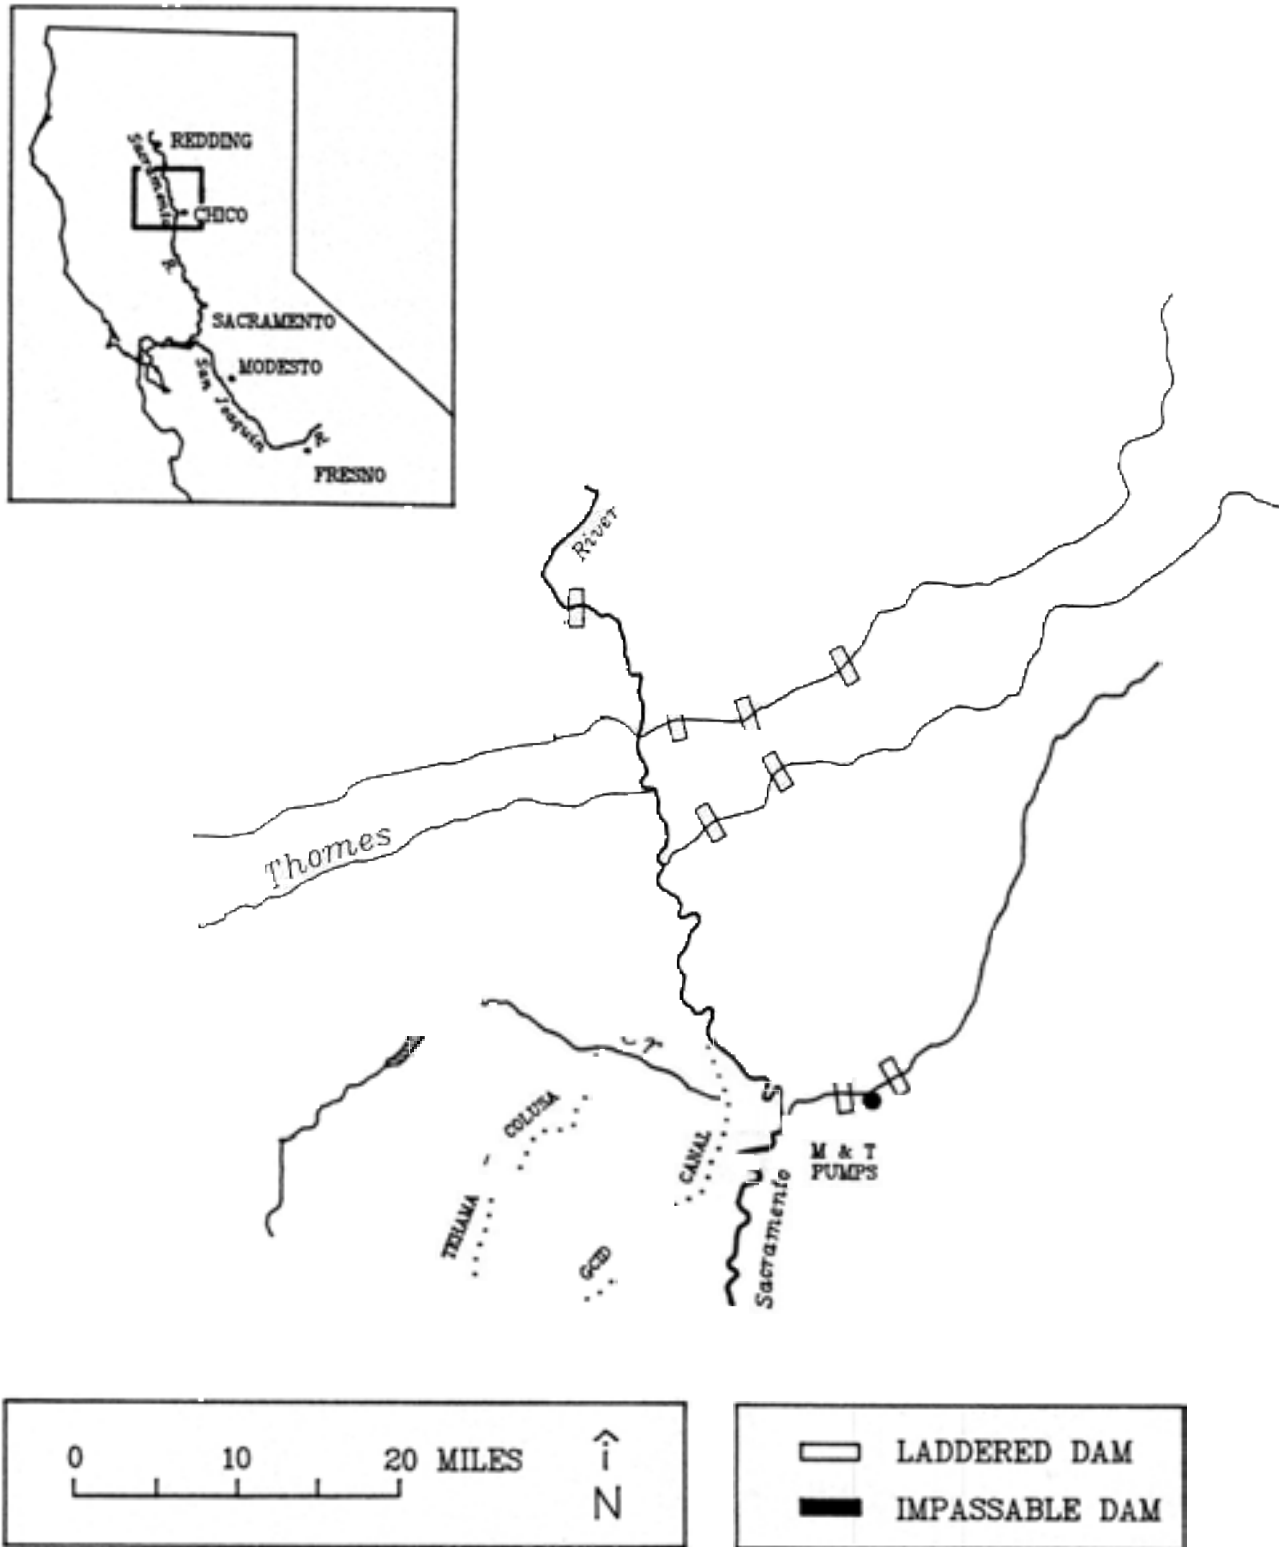 REDDING
Sacramento
CHICO
R.
SACRAMENTO
MODESTO
San Joaquin
R.
FRESNO
River
Thomes
COLUSA
CANAL
M & T
PUMPS
TEHAMA
GCID
Sacramento
0 10 20 MILES
N
LADDERED DAM
IMPASSABLE DAM